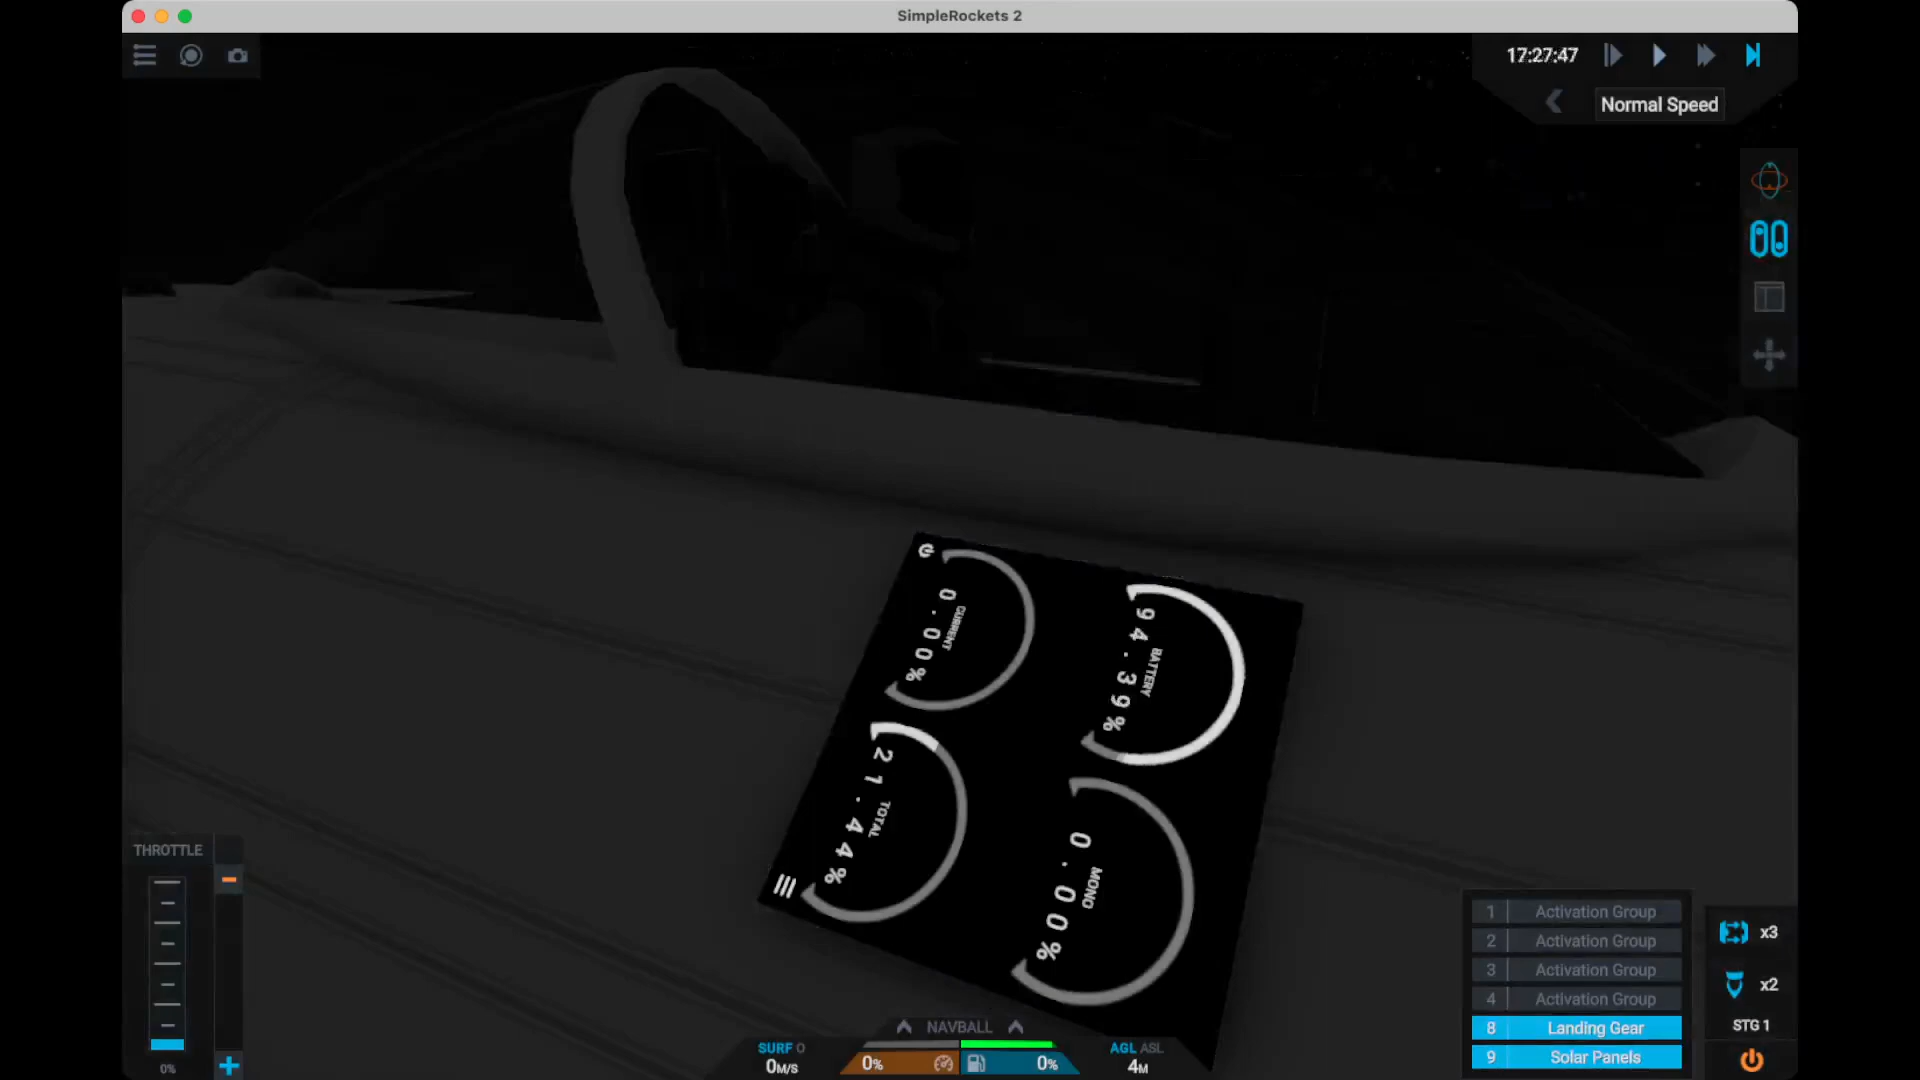 SimpleRockets 2
17:27:47
Normal Speed
CURRENT
0.00%
BATTERY
94.39%
TOTAL
21.44%
MONO
0.00%
THROTTLE
0%
NAVBALL
SURF O
0M/S
0%
0%
AGL ASL
4M
1 Activation Group
2 Activation Group
3 Activation Group
4 Activation Group
8 Landing Gear
9 Solar Panels
x3
x2
STG 1